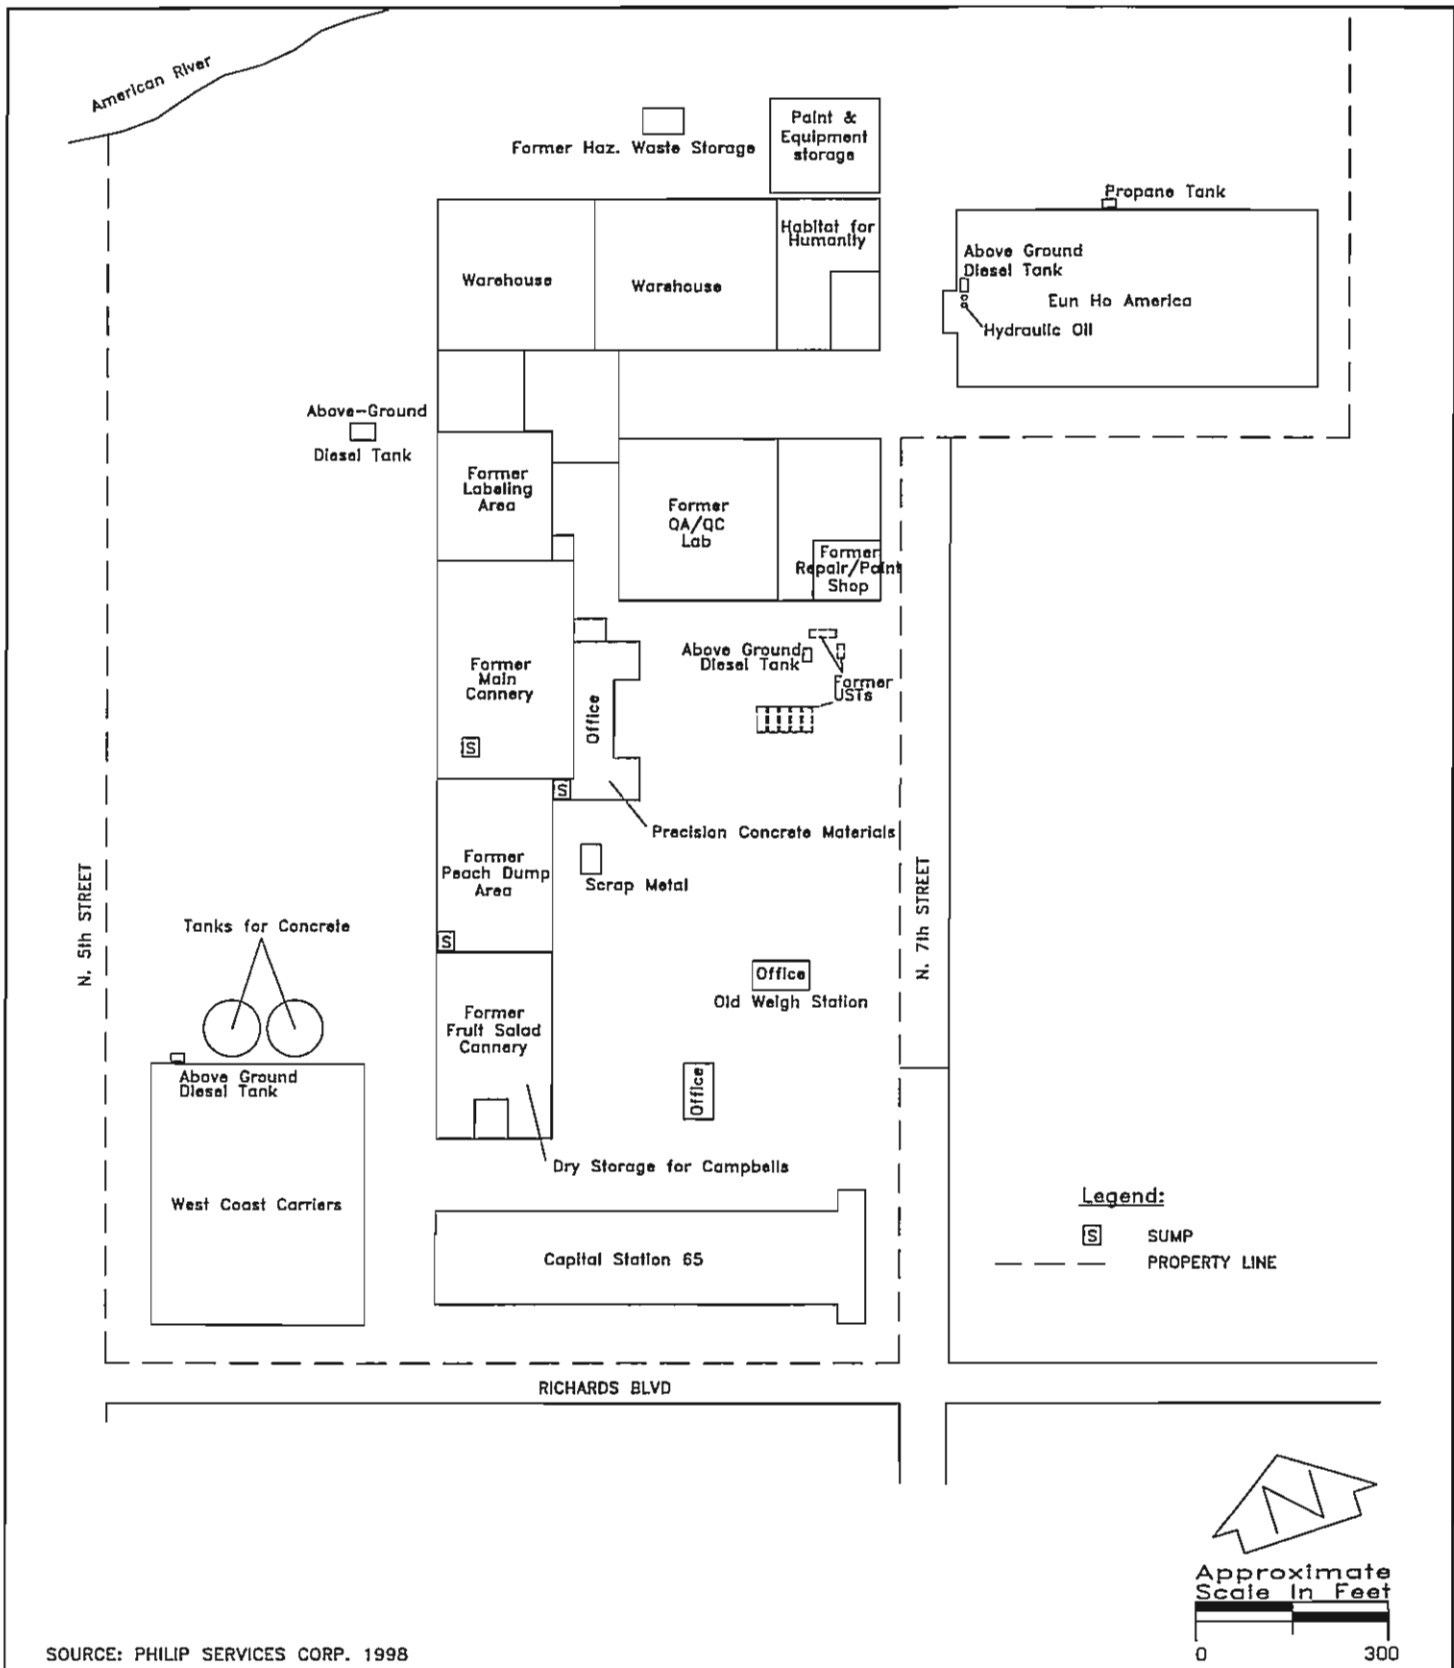 American River
Former Haz. Waste Storage
Paint &
Equipment
storage
Propane Tank
Habitat for
Humanity
Warehouse
Warehouse
Above Ground
Diesel Tank
Eun Ho America
Hydraulic Oil
Above-Ground
Diesel Tank
Former
Labeling
Area
Former
QA/QC
Lab
Former
Repair/Paint
Shop
Former
Main
Cannery
Office
Above Ground
Diesel Tank
Former
USTs
S
S
Precision Concrete Materials
Former
Peach Dump
Area
Scrap Metal
S
N. 5th STREET
N. 7th STREET
Tanks for Concrete
Office
Old Weigh Station
Former
Fruit Salad
Cannery
Above Ground
Diesel Tank
Office
Dry Storage for Campbells
West Coast Carriers
Capital Station 65
Legend:
S SUMP
PROPERTY LINE
RICHARDS BLVD
N
Approximate
Scale In Feet
0 300
SOURCE: PHILIP SERVICES CORP. 1998